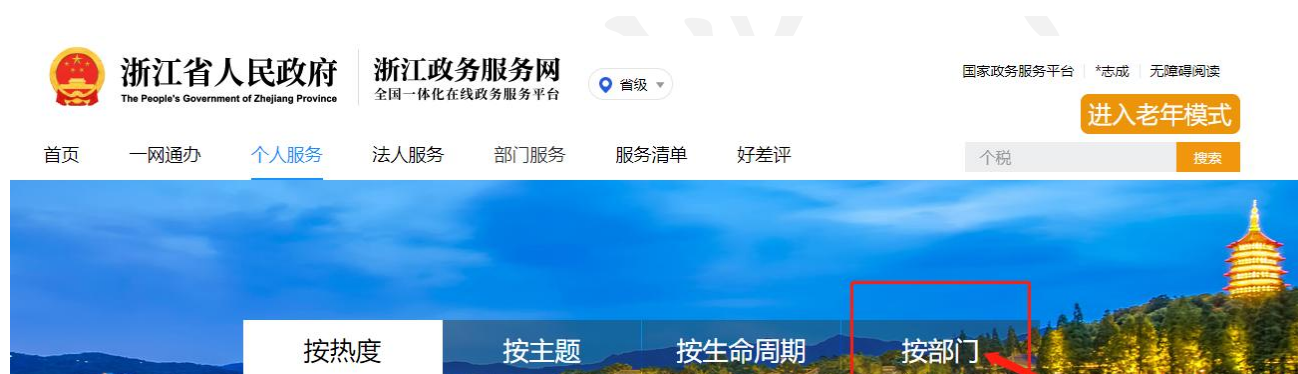 浙江省人民政府
The People's Government of Zhejiang Province
浙江政务服务网
全国一体化在线政务服务平台
省级
国家政务服务平台 *志成 无障碍阅读
进入老年模式
首页 一网通办 个人服务 法人服务 部门服务 服务清单 好差评
个税 搜索
按热度 按主题 按生命周期 按部门